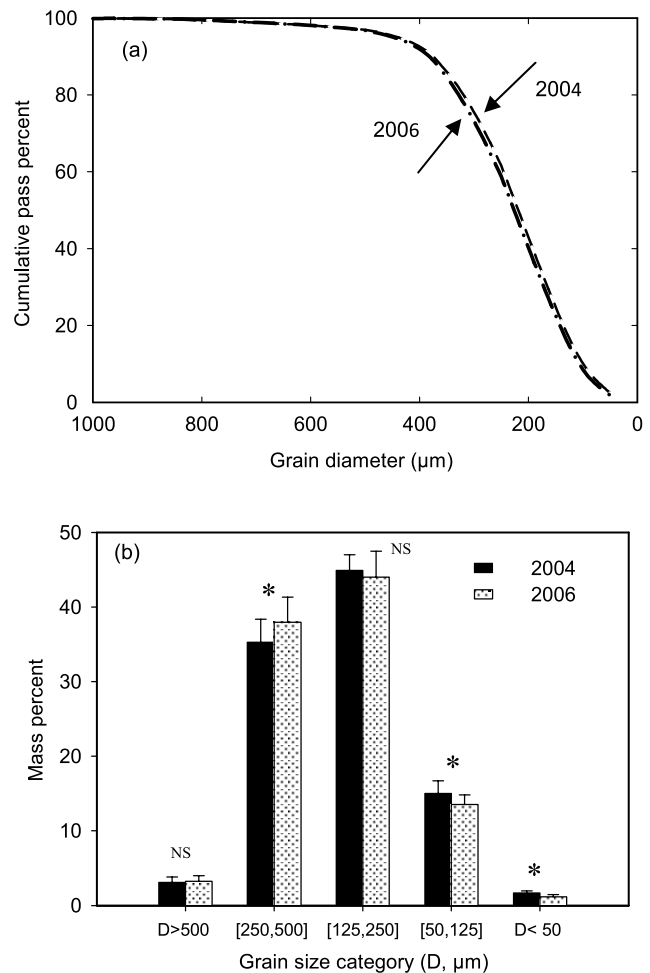 100
(a)
80
2004
2006
60
40
20
0
Cumulative pass percent
1000 800 600 400 200 0
Grain diameter (µm)
50
(b)
NS
2004
*
2006
40
30
20
*
10
NS
*
0
Mass percent
D>500 [250,500] [125,250] [50,125] D< 50
Grain size category (D, µm)